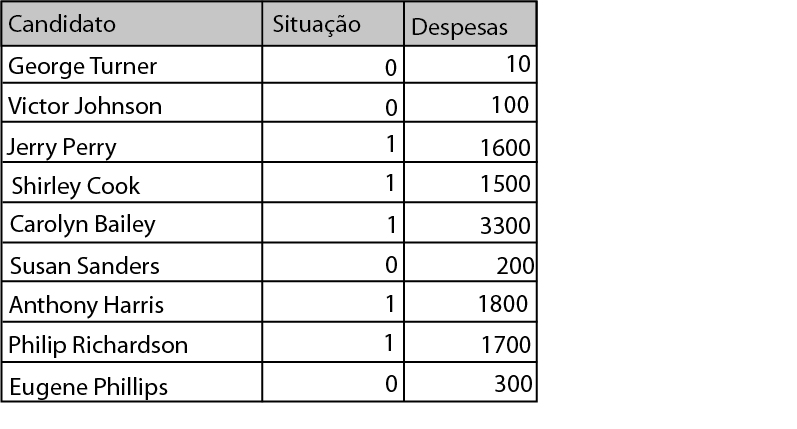 Candidato Situação Despesas
George Turner 0 10
Victor Johnson 0 100
Jerry Perry 1 1600
Shirley Cook 1 1500
Carolyn Bailey 1 3300
Susan Sanders 0 200
Anthony Harris 1 1800
Philip Richardson 1 1700
Eugene Phillips 0 300